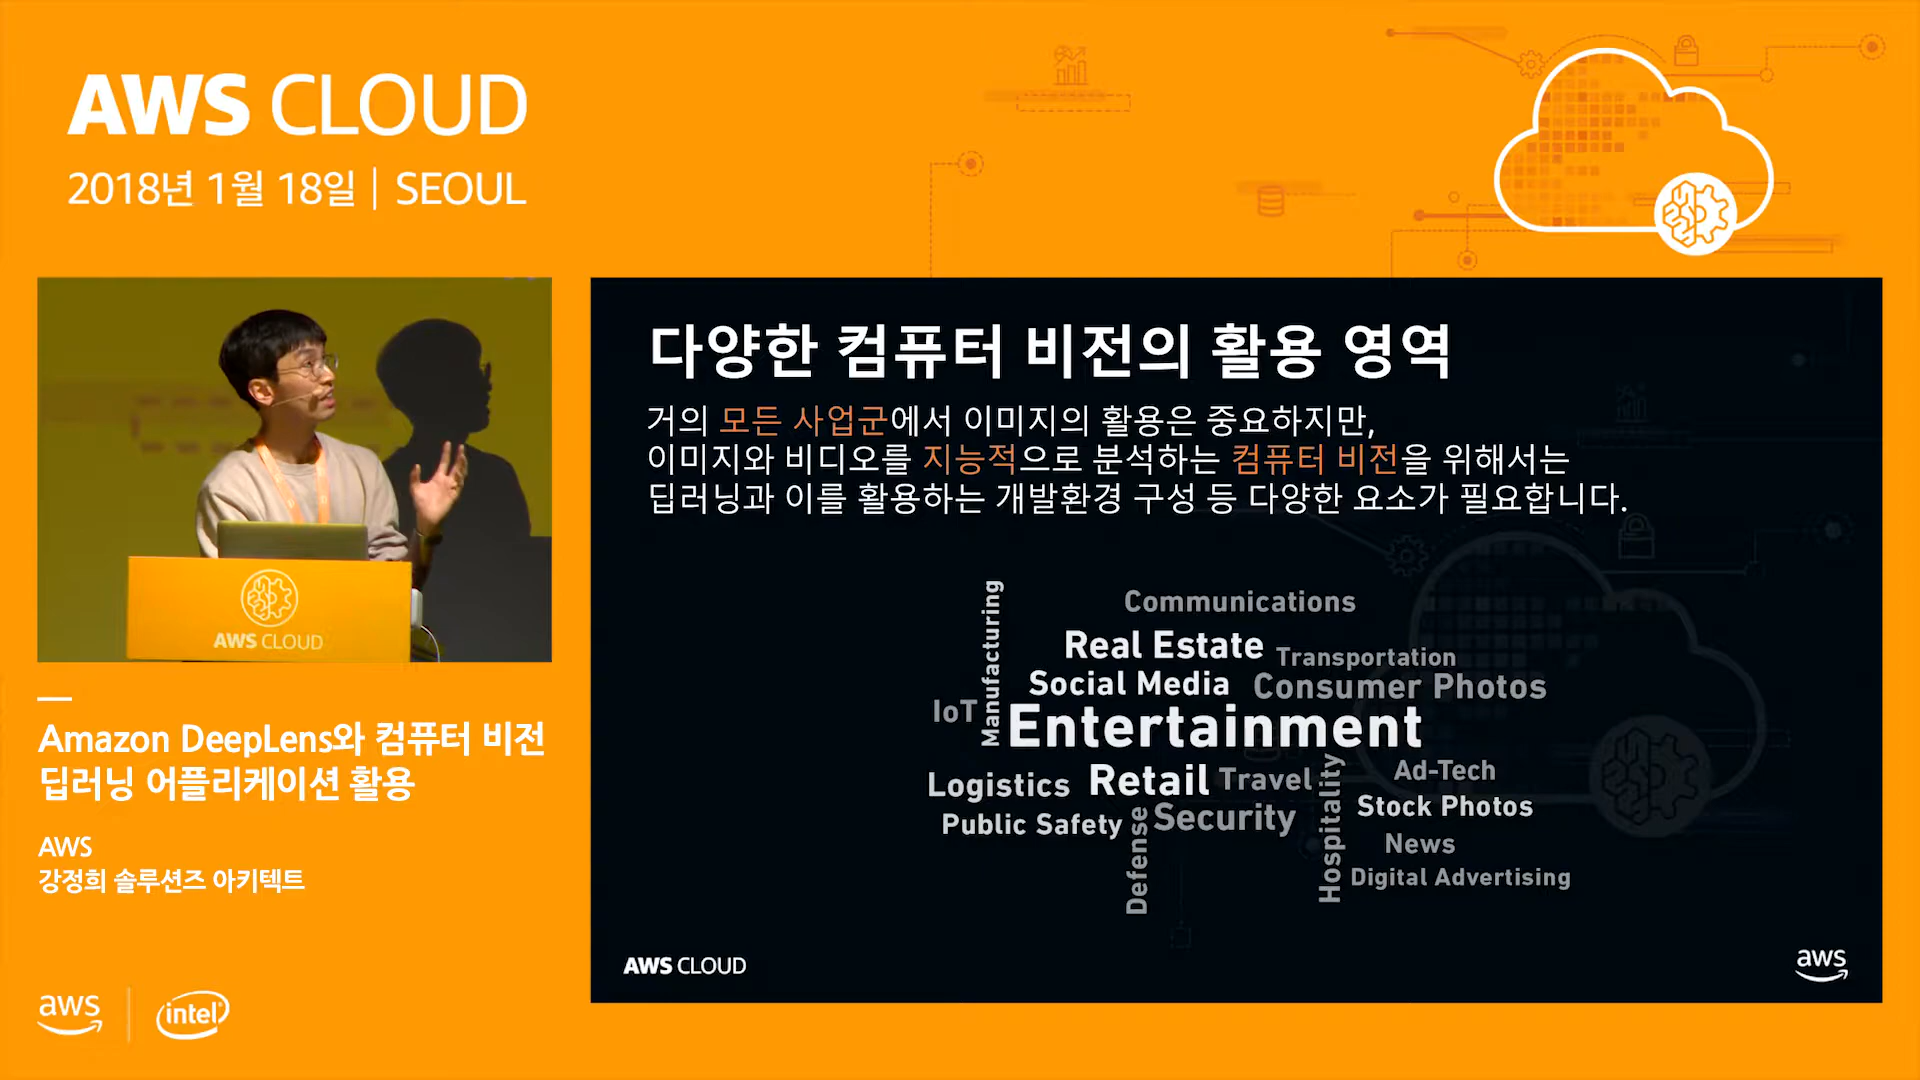 AWS CLOUD
2018년 1월 18일 | SEOUL
AWS CLOUD
Amazon DeepLens와 컴퓨터 비전
딥러닝 어플리케이션 활용
AWS
강정희 솔루션즈 아키텍트
aws
intel
다양한 컴퓨터 비전의 활용 영역
거의 모든 사업군에서 이미지의 활용은 중요하지만,
이미지와 비디오를 지능적으로 분석하는 컴퓨터 비전을 위해서는
딥러닝과 이를 활용하는 개발환경 구성 등 다양한 요소가 필요합니다.
Manufacturing
Communications
Real Estate
Transportation
Social Media
Consumer Photos
IoT
Entertainment
Logistics
Retail
Travel
Ad-Tech
Hospitality
Stock Photos
Public Safety
Security
Defense
News
Digital Advertising
AWS CLOUD
aws